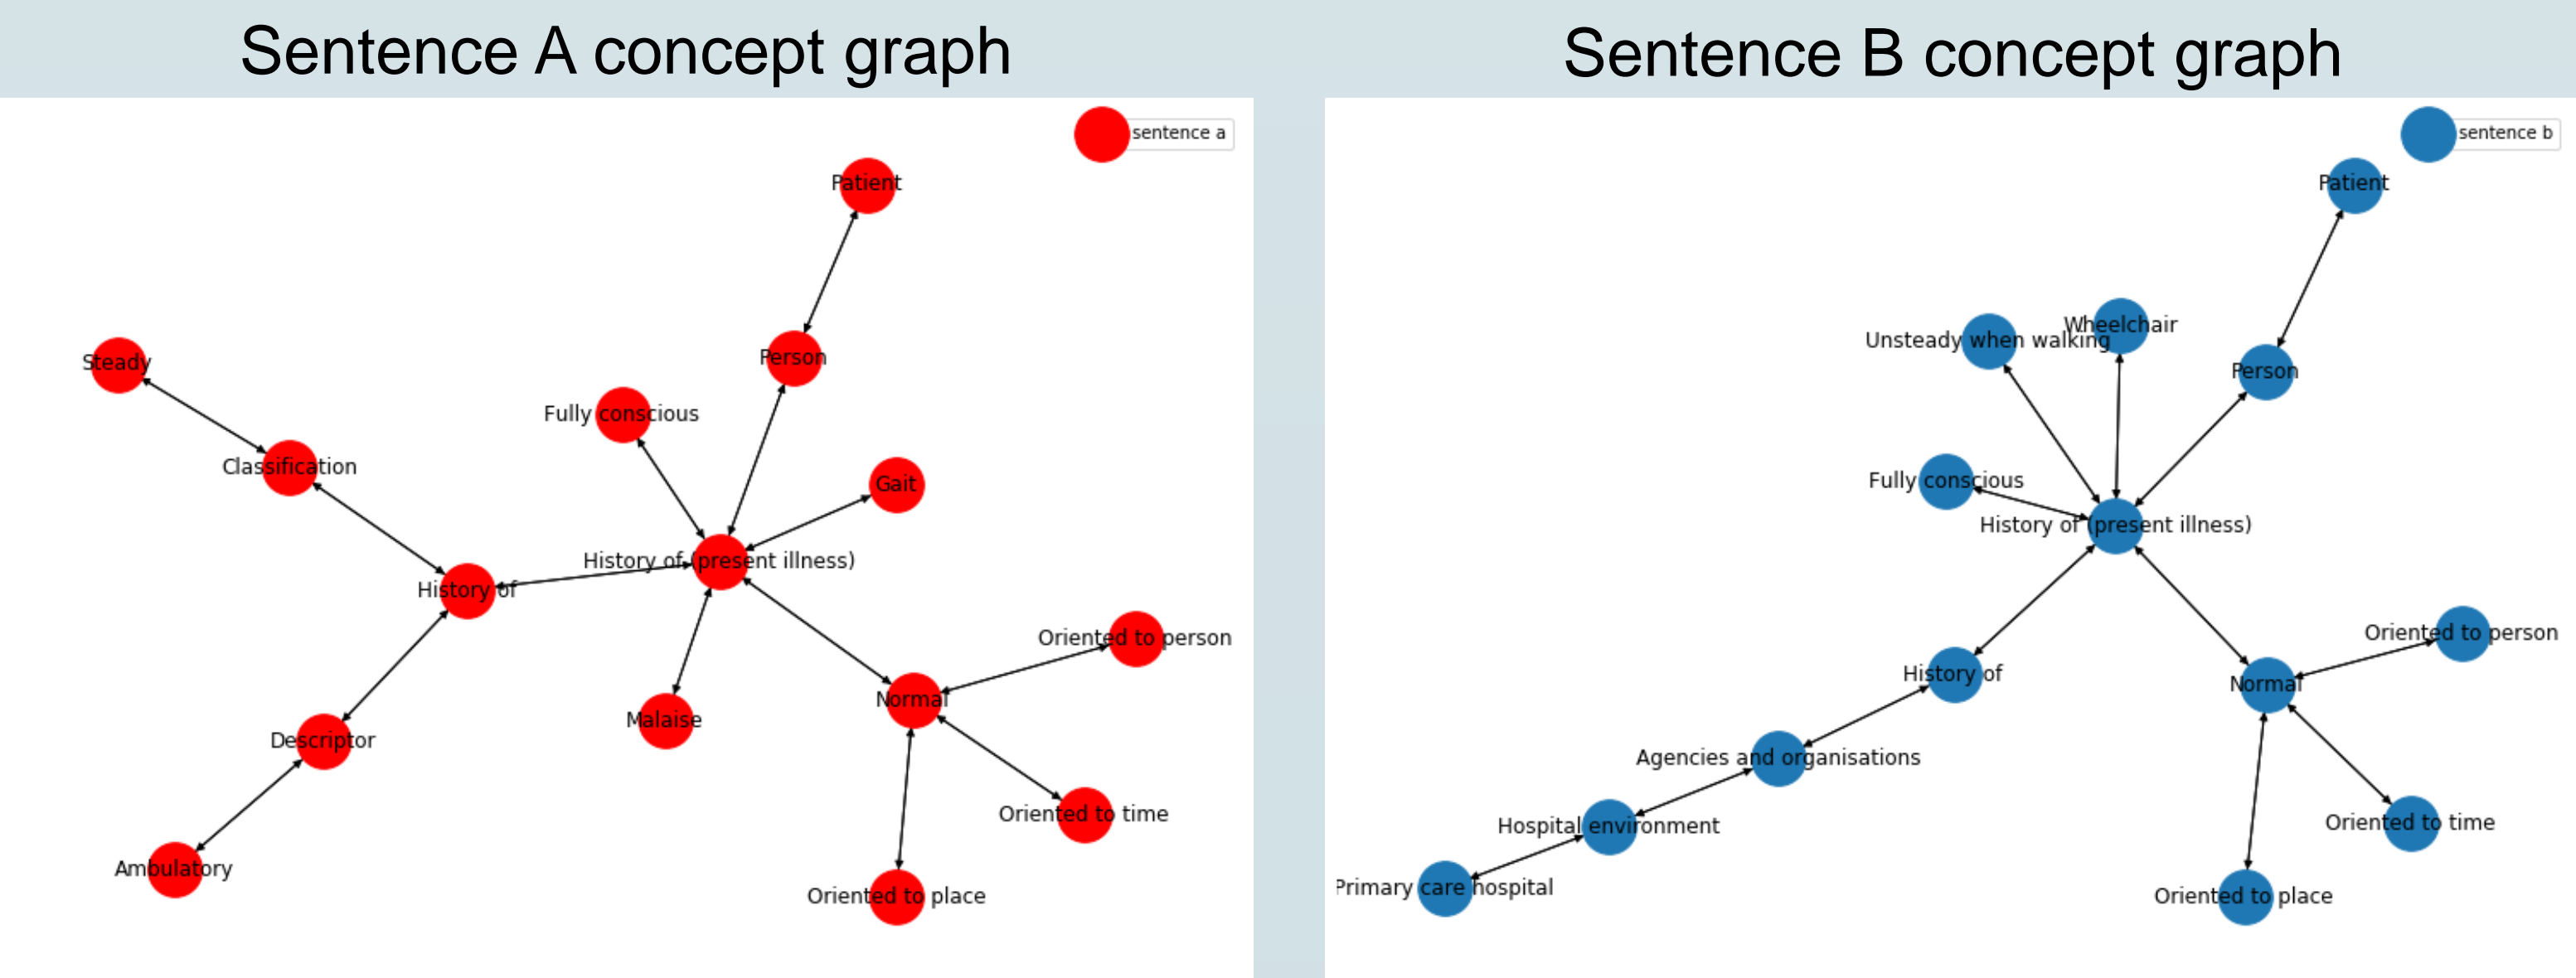 Sentence A concept graph
sentence a
Patient
Person
Steady
Fully conscious
Classification
Gait
History of (present illness)
History of
Oriented to person
Normal
Malaise
Descriptor
Oriented to time
Ambulatory
Oriented to place
Sentence B concept graph
sentence b
Patient
Wheelchair
Unsteady when walking
Person
Fully conscious
History of (present illness)
Oriented to person
History of
Normal
Agencies and organisations
Oriented to time
Hospital environment
Primary care hospital
Oriented to place